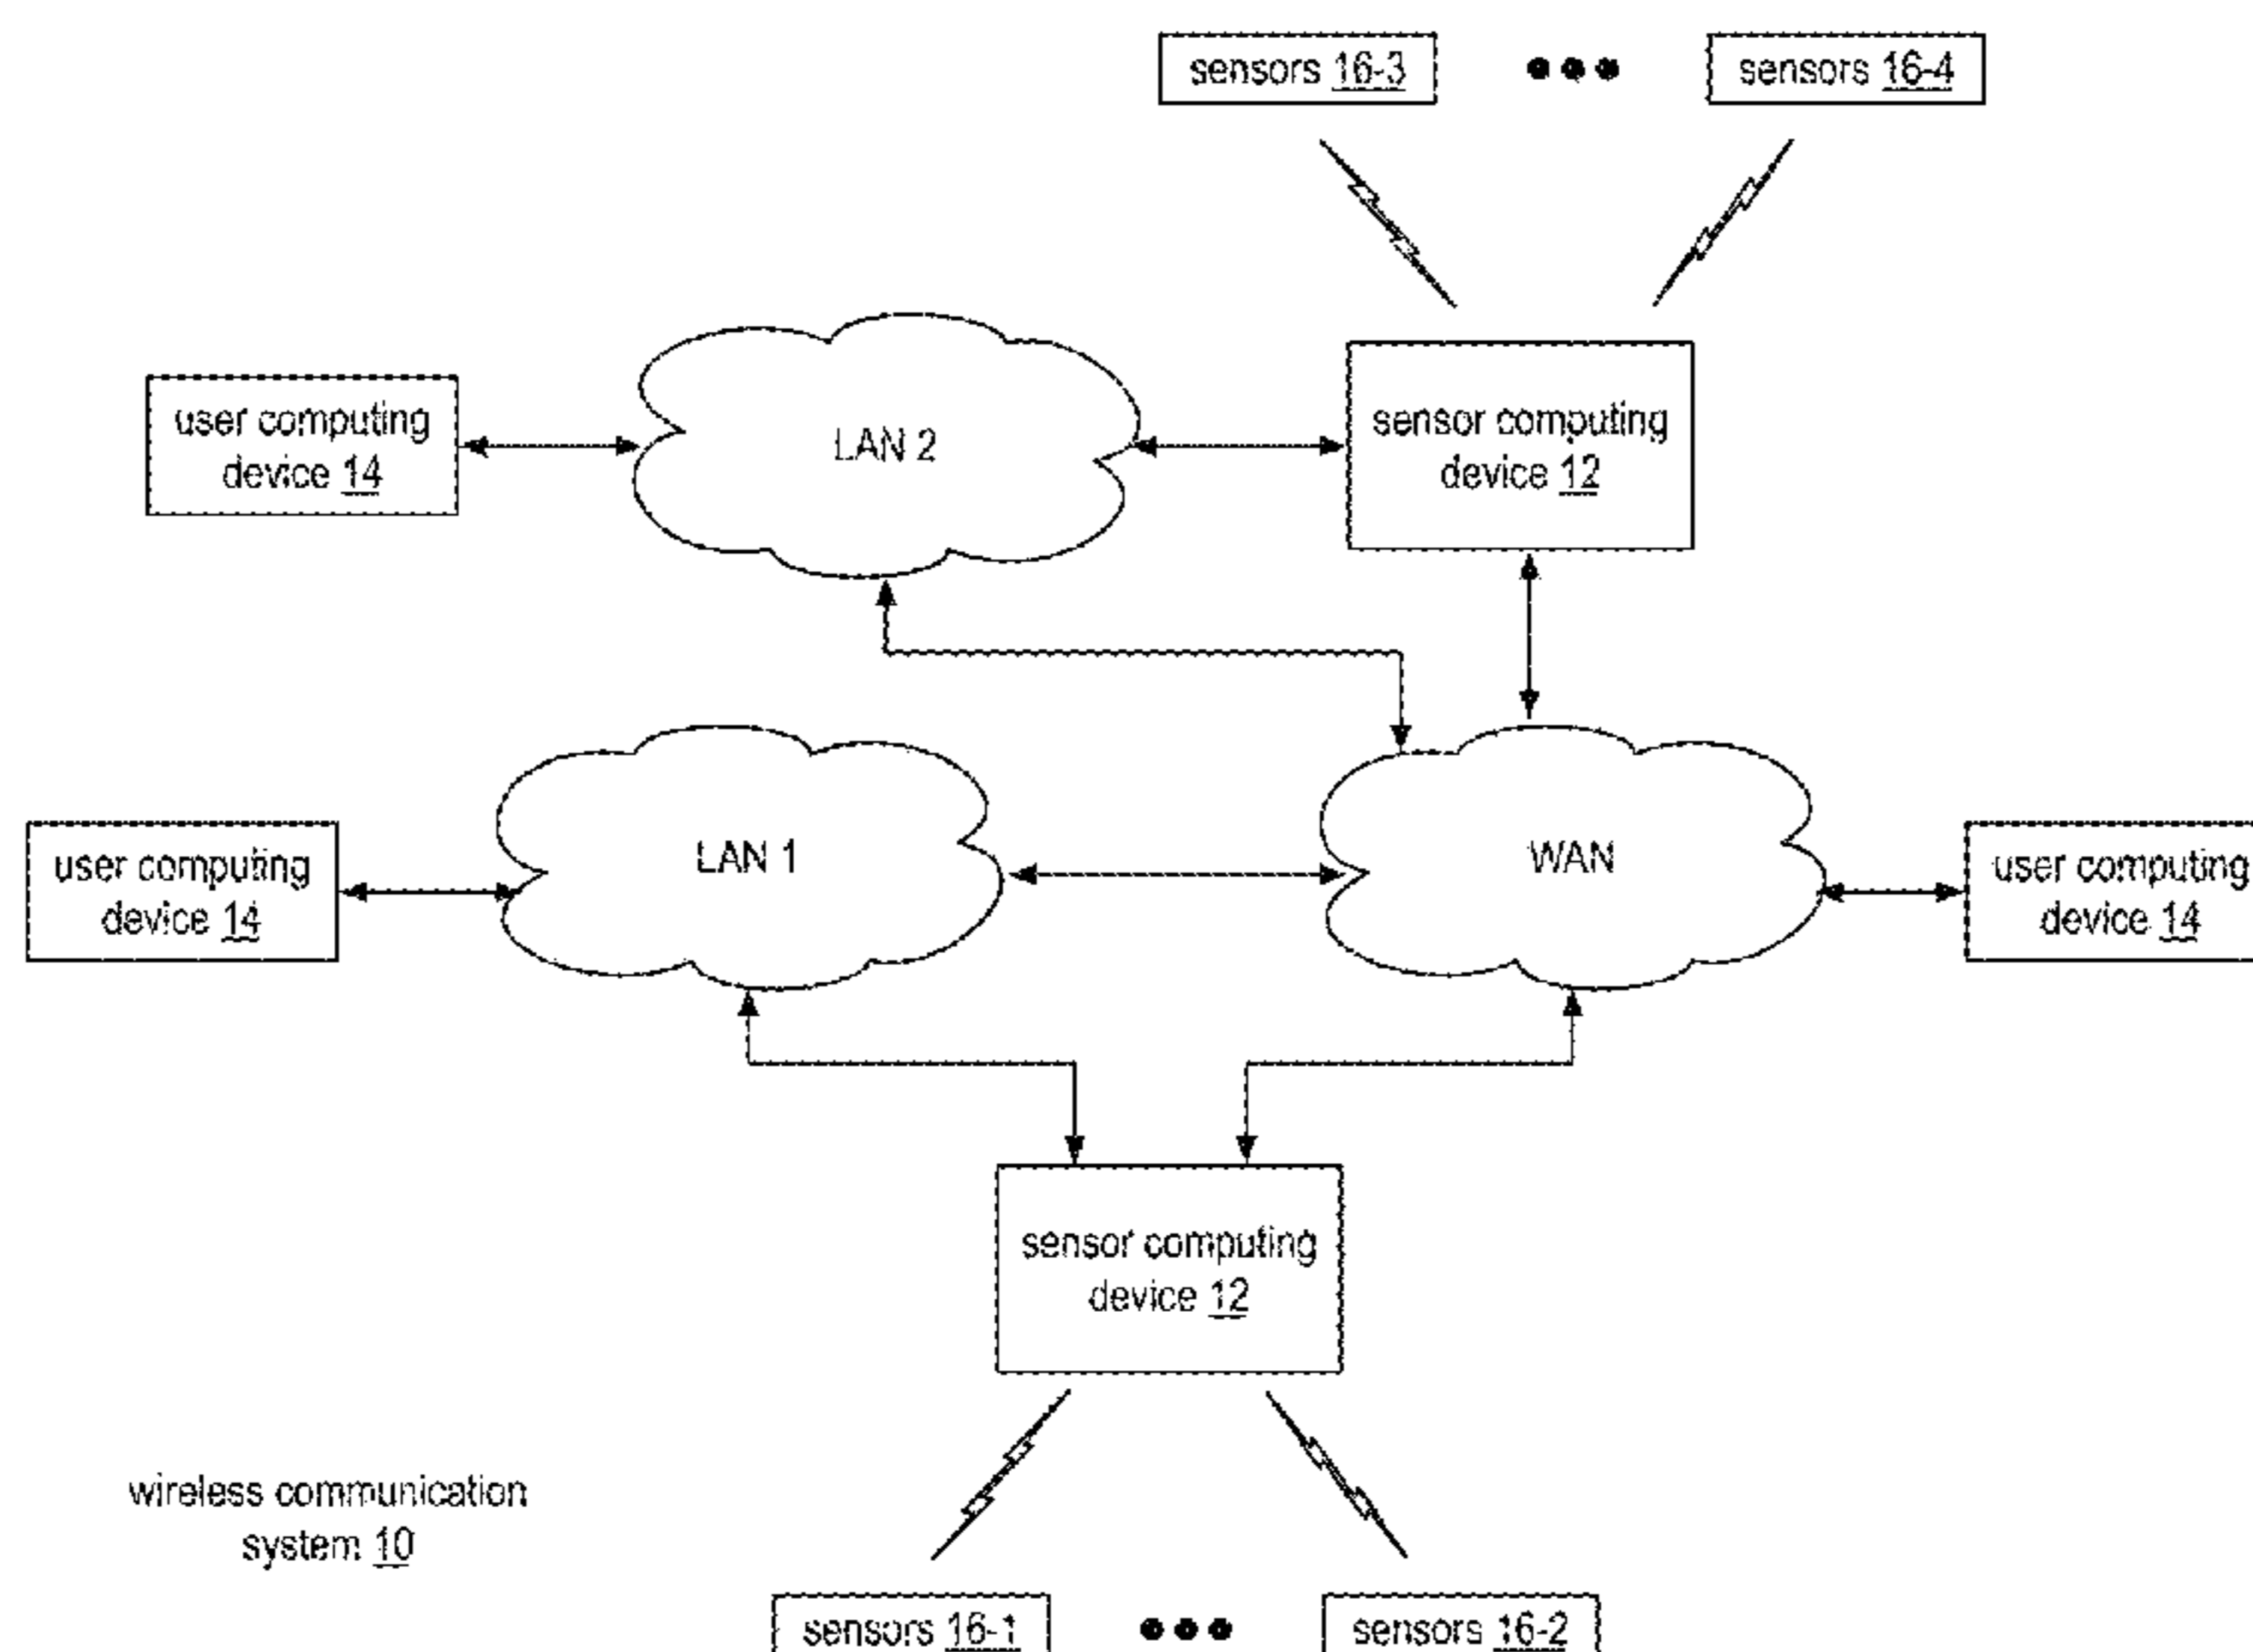 sensors 16-3
sensors 16-4
user computing
device 14
LAN 2
sensor computing
device 12
user computing
device 14
LAN 1
WAN
user computing
device 14
sensor computing
device 12
wireless communication
system 10
sensors 16-1
sensors 16-2